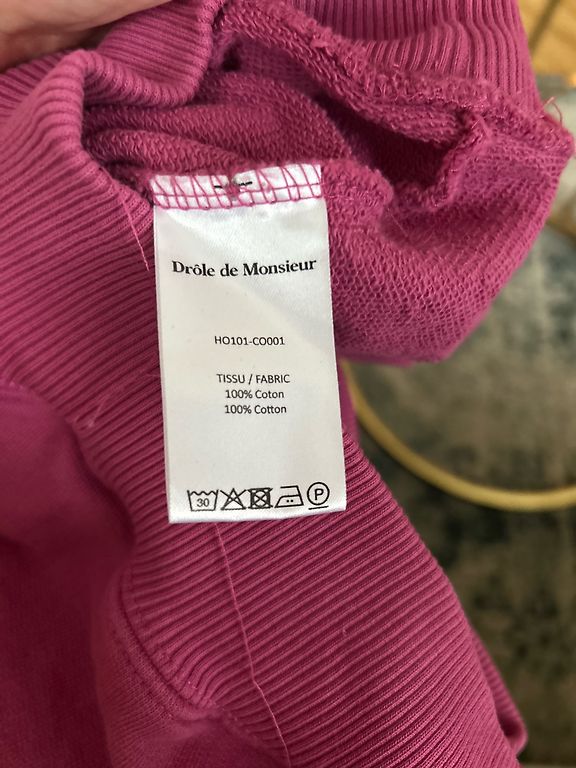 Drôle de Monsieur
HO101-CO001
TISSU / FABRIC
100% Coton
100% Cotton
30 P